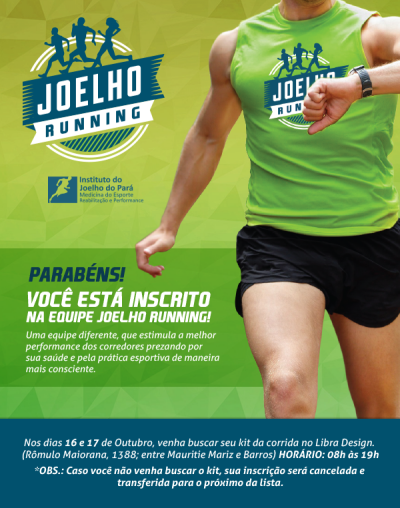 JOELHO
RUNNING
JOELHO
RUNNING
Instituto do
Joelho do Pará
Medicina do Esporte
Reabilitação e Performance
PARABÉNS!
VOCÊ ESTÁ INSCRITO
NA EQUIPE JOELHO RUNNING!
Uma equipe diferente, que estimula o melhor
performance dos corredores prezando por
sua saúde e pela prática esportiva de maneira
mais consciente.
Nos dias 16 e 17 de Outubro, venha buscar seu kit da corrida no Libra Design.
(Rômulo Maiorana, 1388; entre Mauritie Mariz e Barros) HORÁRIO: 08h às 19h
*OBS.: Caso você não venha buscar o kit, sua inscrição será cancelada e
transferida para o próximo da lista.